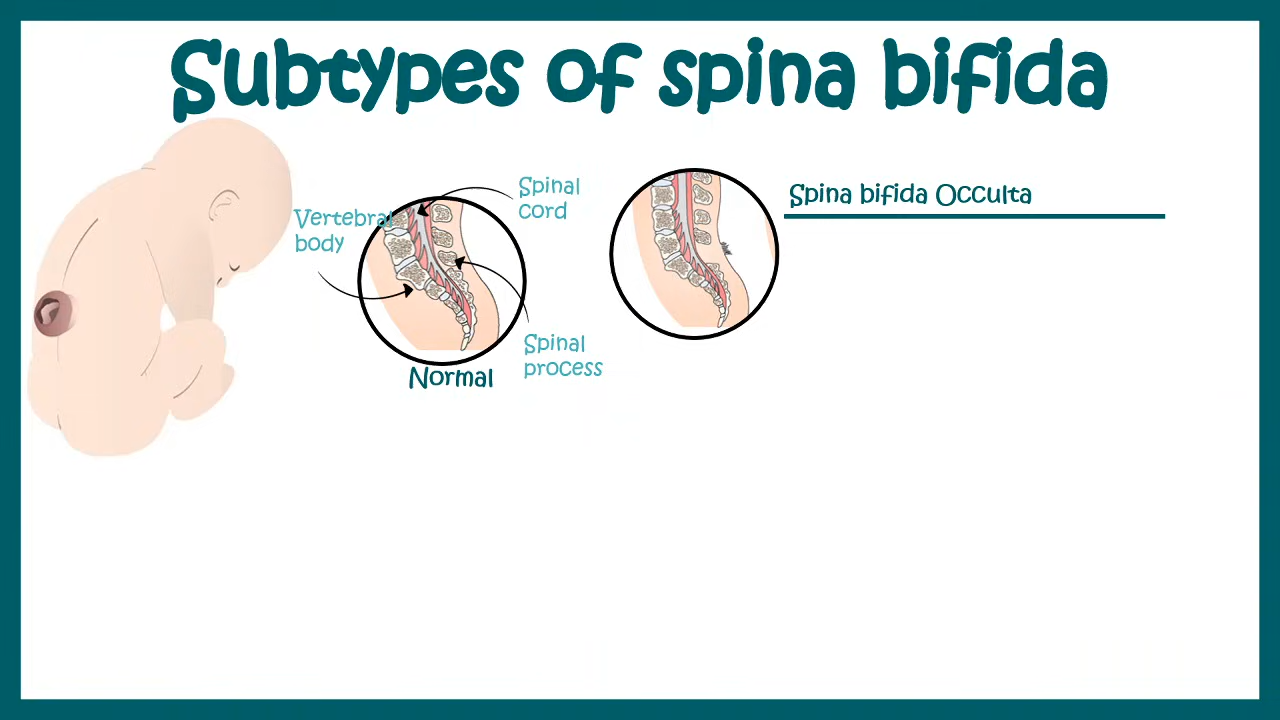 Subtypes of spina bifida
Vertebral
body
Spinal
cord
Spinal
process
Normal
Spina bifida Occulta